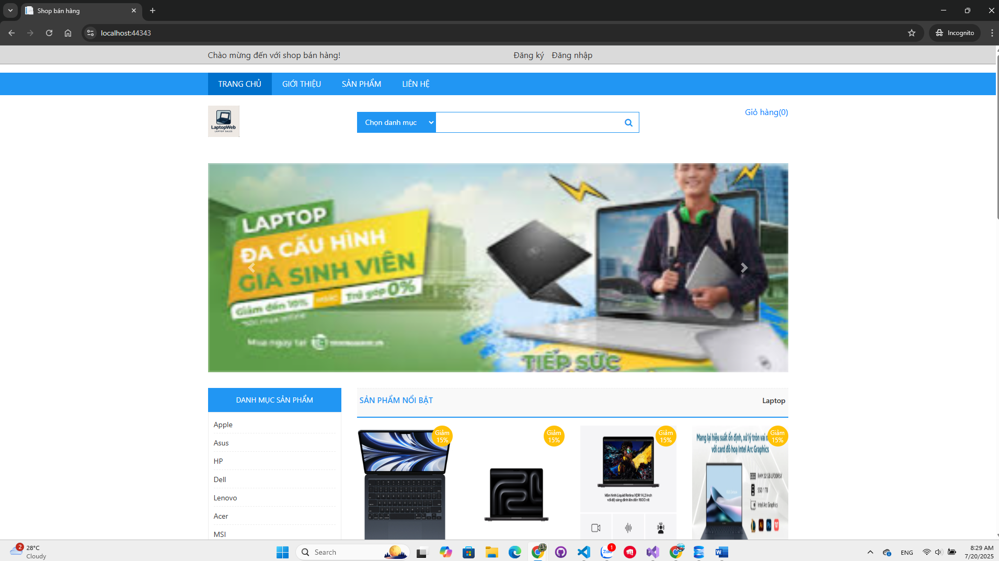 Shop bán hàng
localhost:44343
Incognito
Chào mừng đến với shop bán hàng!
Đăng ký Đăng nhập
TRANG CHỦ GIỚI THIỆU SẢN PHẨM LIÊN HỆ
LaptopWeb
LAPTOP SALES
Chọn danh mục
Giỏ hàng(0)
LAPTOP
ĐA CẤU HÌNH
GIÁ SINH VIÊN
Giảm đến 10%
Trả góp 0%
Mua ngay tại
TIẾP SỨC
DANH MỤC SẢN PHẨM
Apple
Asus
HP
Dell
Lenovo
Acer
MSI
SẢN PHẨM NỔI BẬT
Laptop
Giảm
15%
Giảm
15%
Giảm
15%
Màn hình Liquid Retina XDR 14,2 inch
với độ sáng đỉnh lên đến 1600 nit
Giảm
15%
Mang lại hiệu suất ổn định, xử lý trơn vai
với card đồ hoạ Intel Arc Graphics
RAM 32 GB LPDDR5X
SSD 1 TB
Intel Arc Graphics
2
28°C
Cloudy
Search
Zalo
1
ENG
8:29 AM
7/20/2025